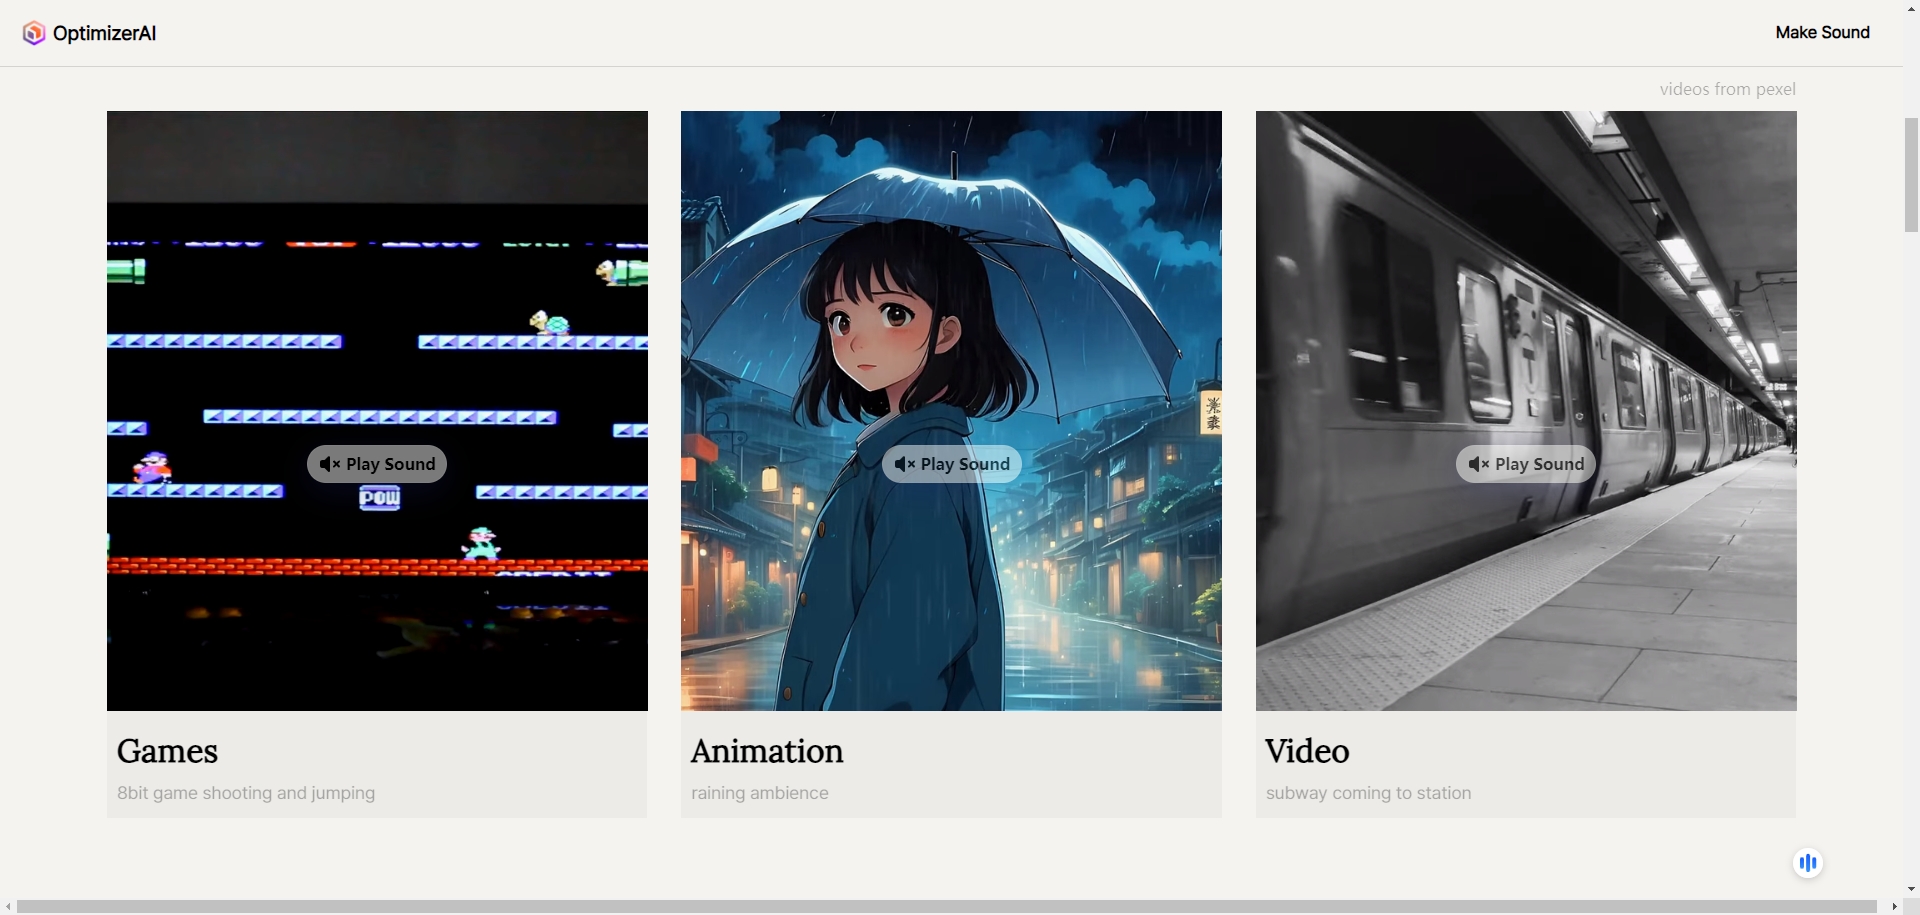 OptimizerAI
Make Sound
videos from pexel
Play Sound
POW
Play Sound
Play Sound
Games
8bit game shooting and jumping
Animation
raining ambience
Video
subway coming to station